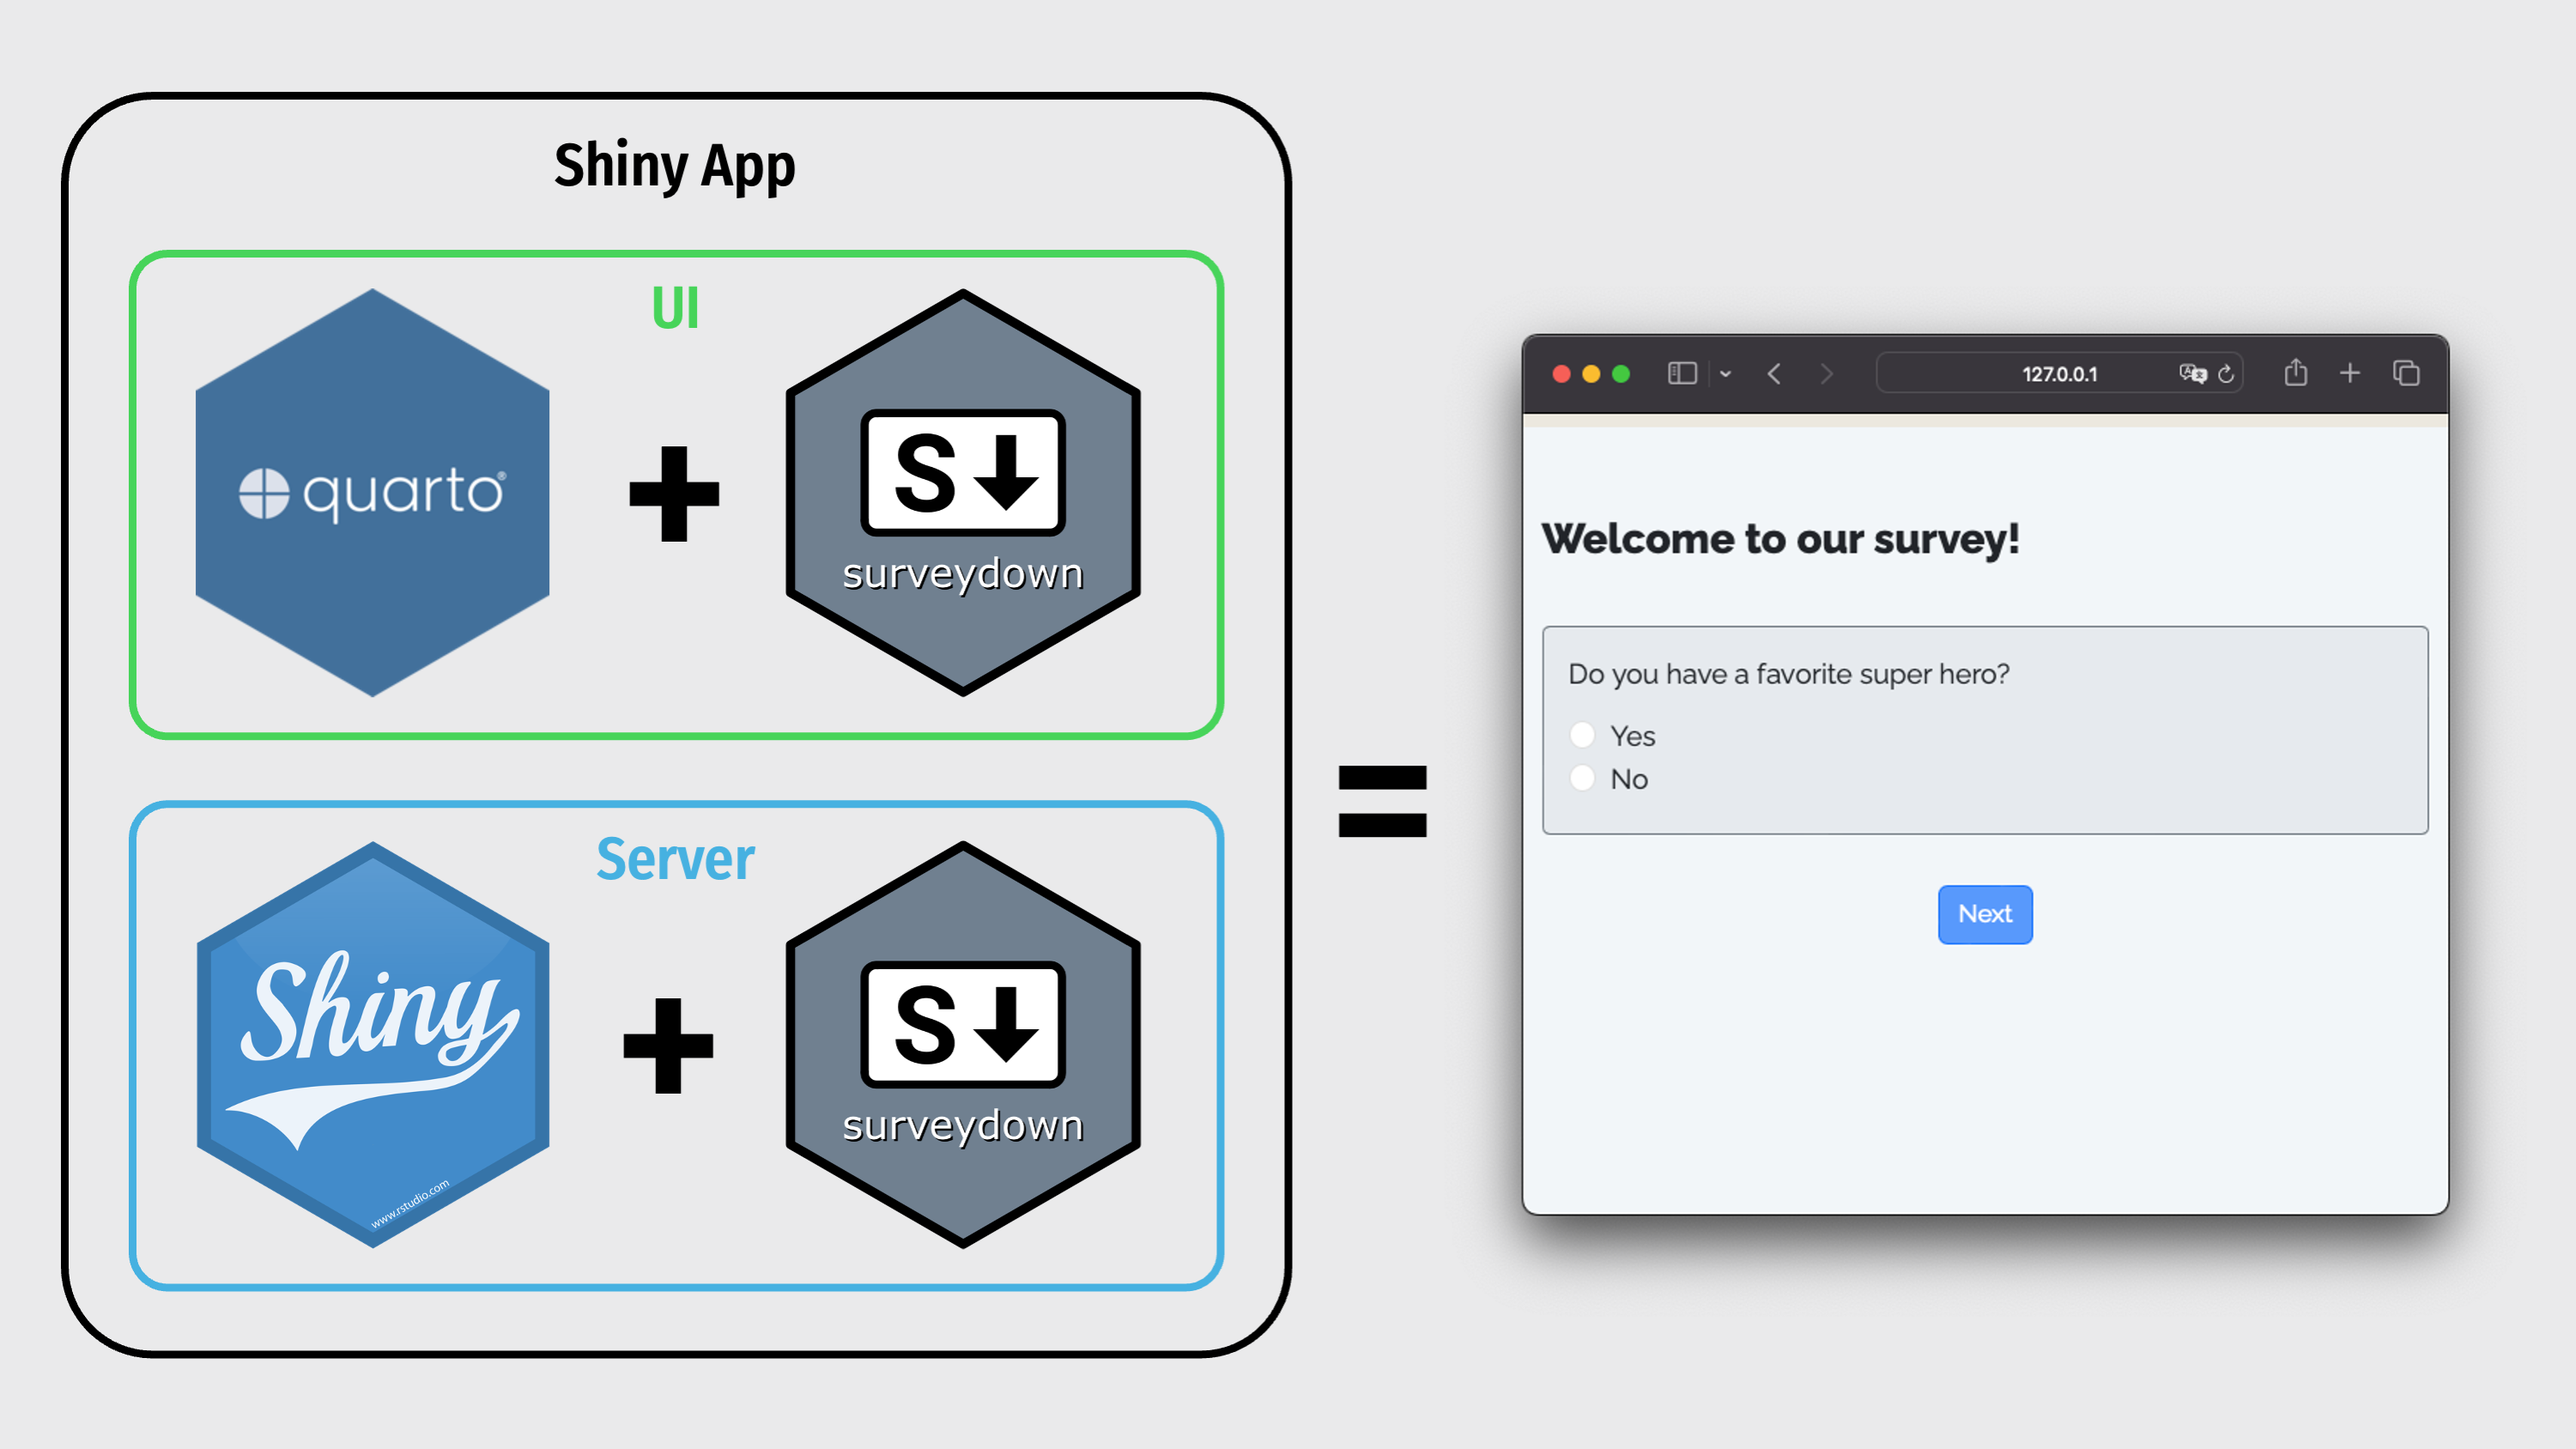 Shiny App
UI
quarto®
S
surveydown
Server
Shiny
www.rstudio.com
S
surveydown
127.0.0.1
Welcome to our survey!
Do you have a favorite super hero?
Yes
No
Next